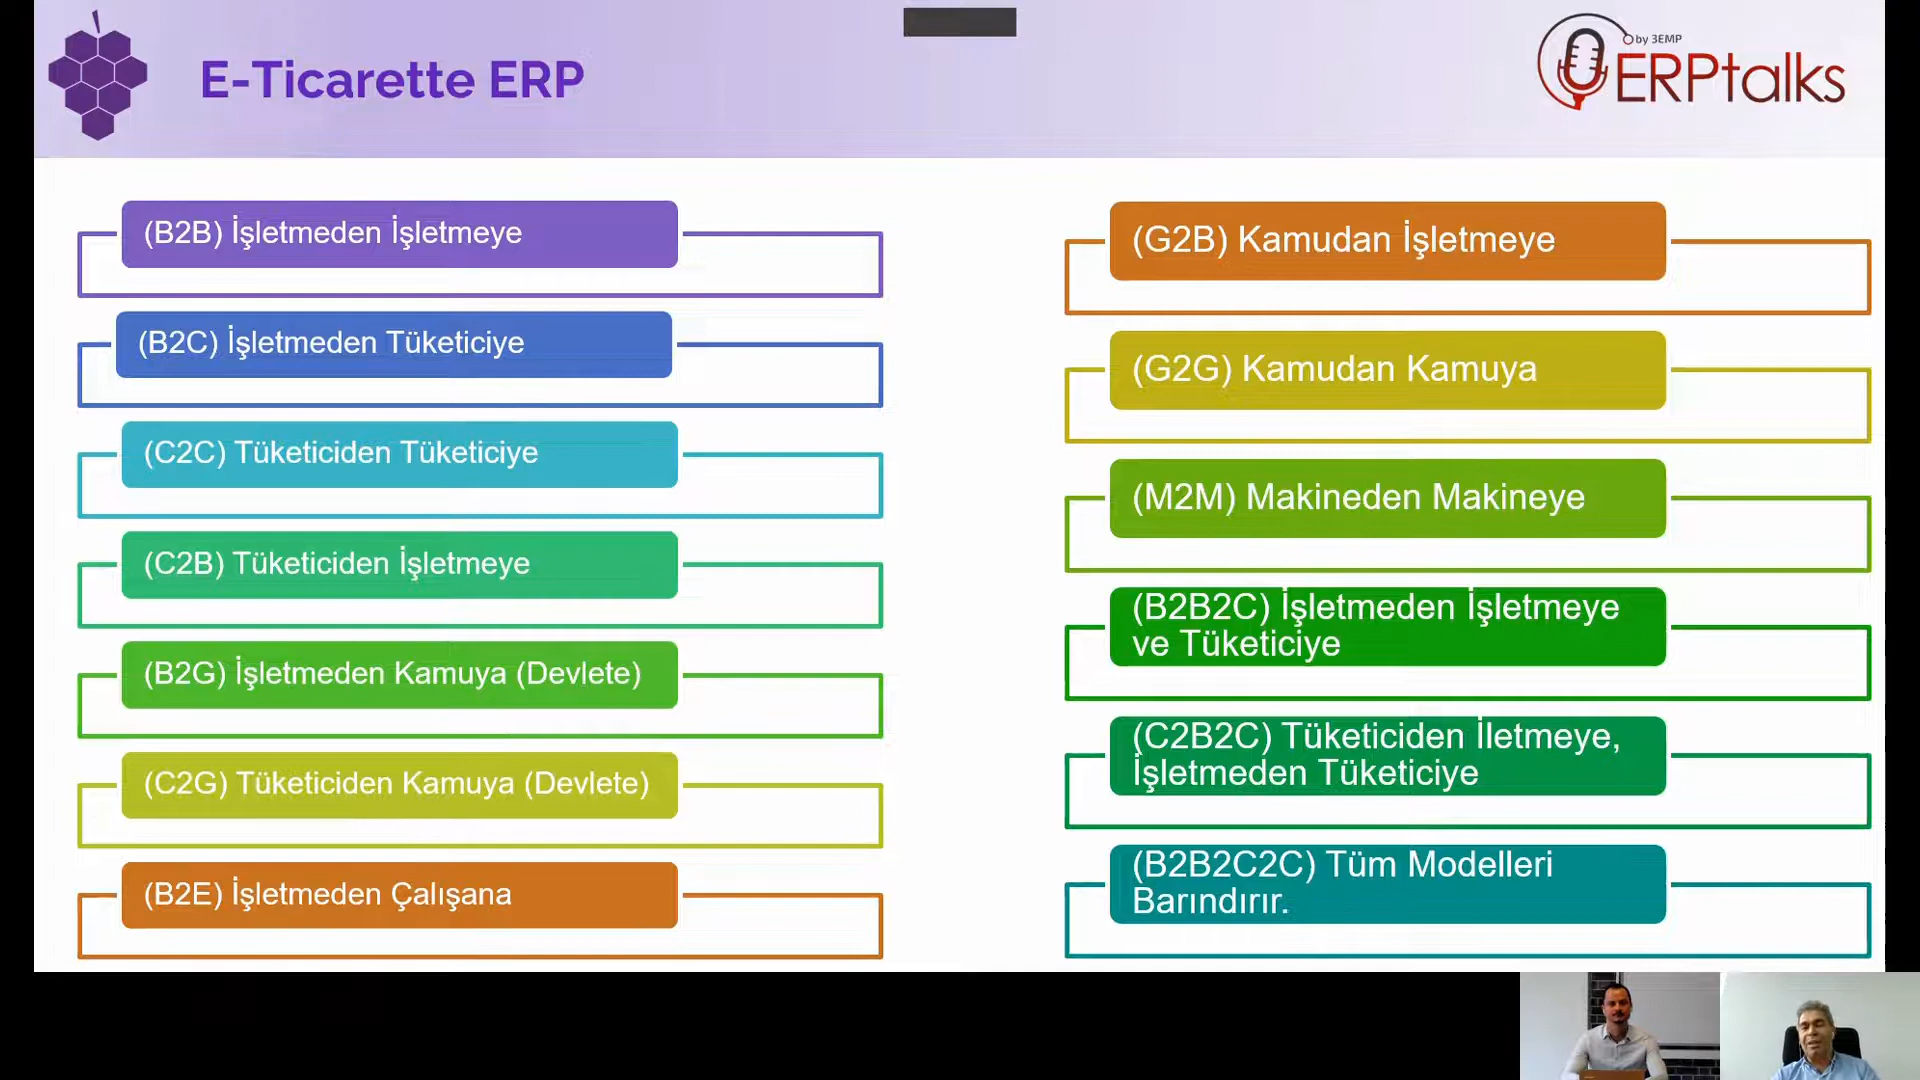 E-Ticarette ERP
by 3EMP
ERPtalks
(B2B) İşletmeden İşletmeye
(B2C) İşletmeden Tüketiciye
(C2C) Tüketiciden Tüketiciye
(C2B) Tüketiciden İşletmeye
(B2G) İşletmeden Kamuya (Devlete)
(C2G) Tüketiciden Kamuya (Devlete)
(B2E) İşletmeden Çalışana
(G2B) Kamudan İşletmeye
(G2G) Kamudan Kamuya
(M2M) Makineden Makineye
(B2B2C) İşletmeden İşletmeye
ve Tüketiciye
(C2B2C) Tüketiciden İletmeye,
İşletmeden Tüketiciye
(B2B2C2C) Tüm Modelleri
Barındırır.